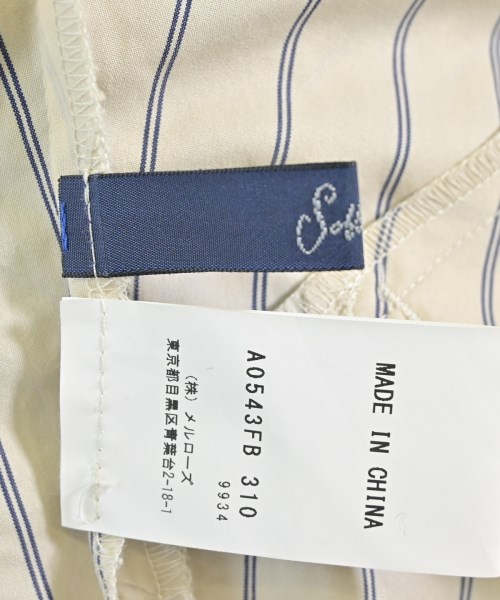 MADE IN CHINA
A0543FB 310
9934
(株) メルローズ
東京都目黒区青葉台2-18-1